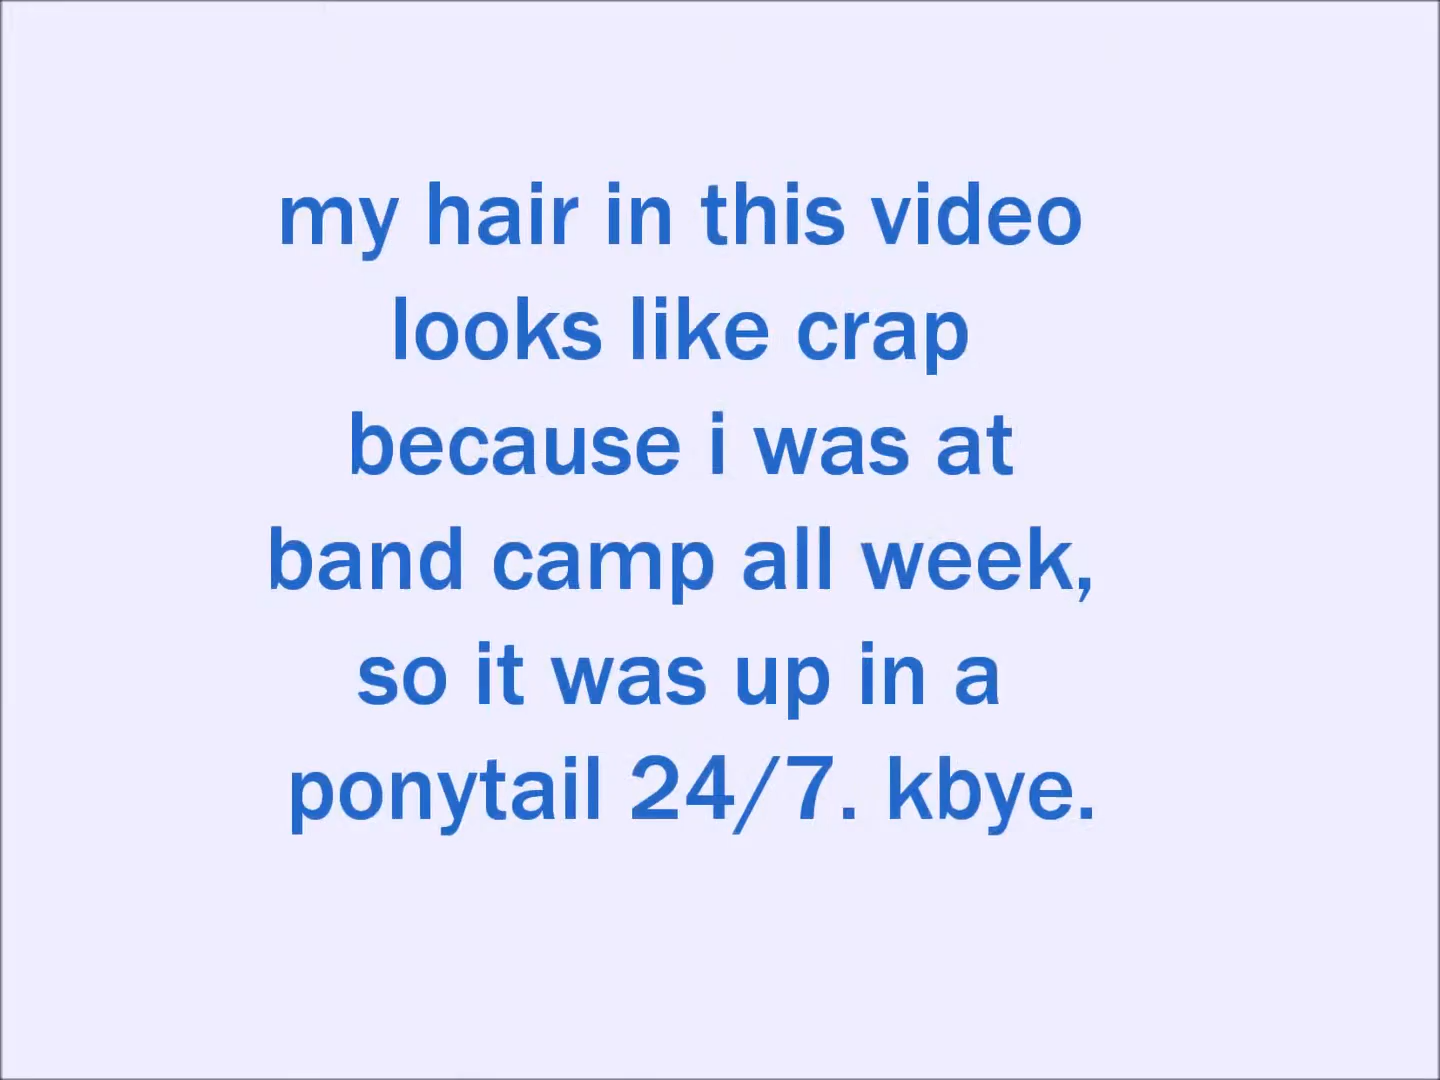 my hair in this video
looks like crap
because i was at
band camp all week,
so it was up in a
ponytail 24/7. kbye.